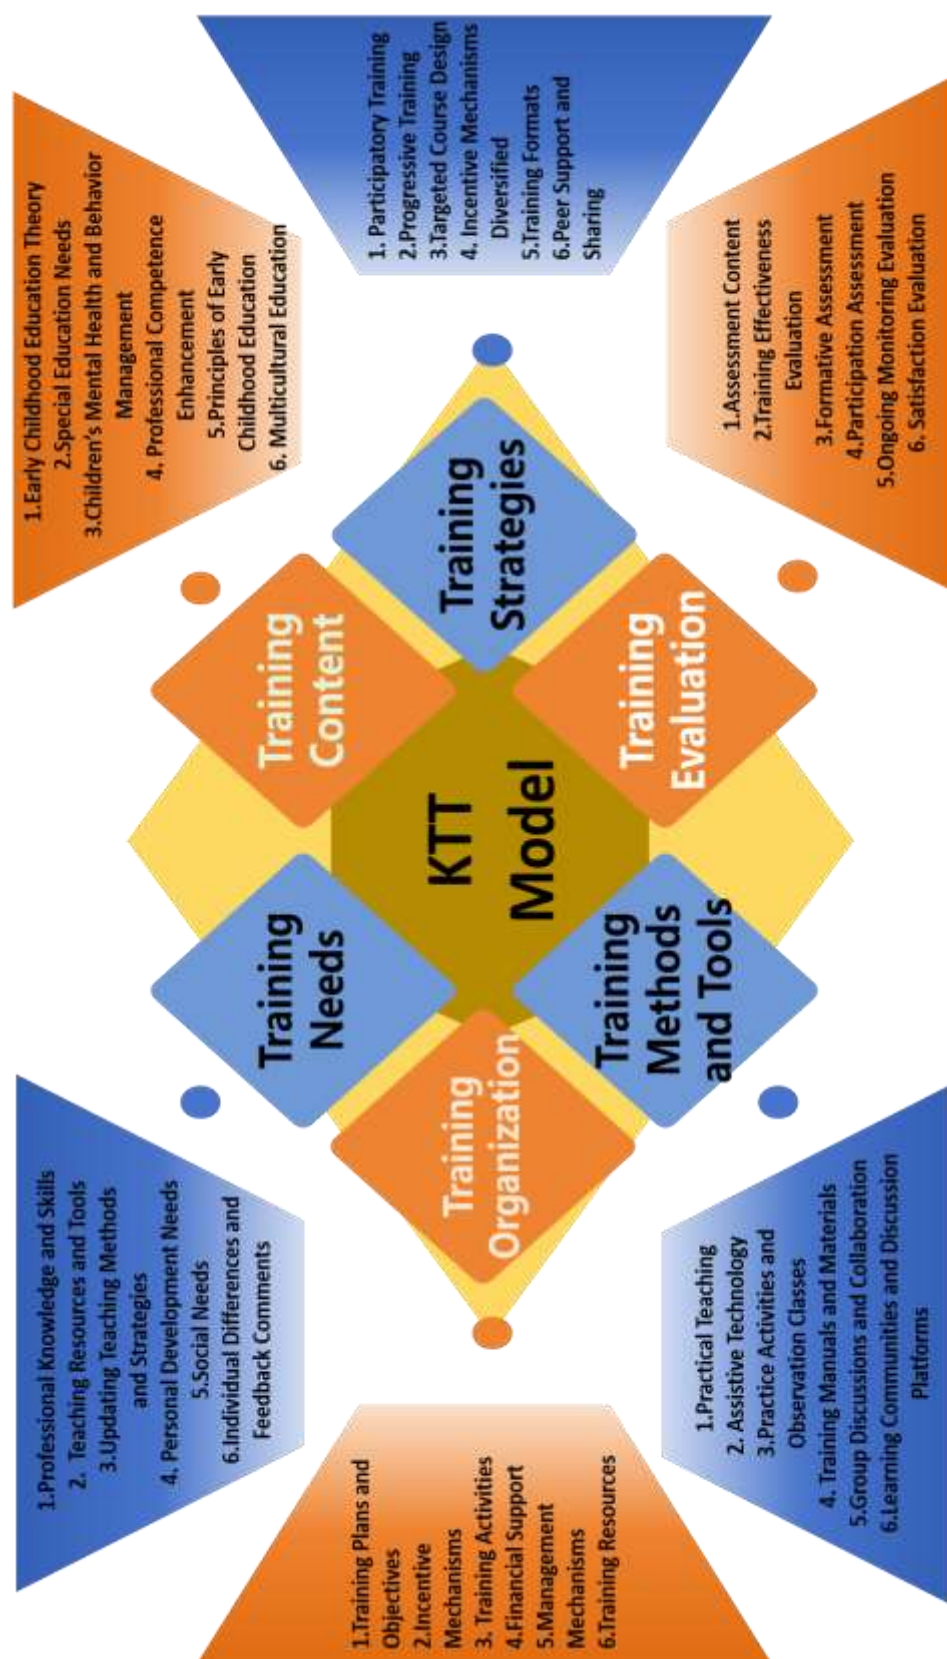 1.Professional Knowledge and Skills
2. Teaching Resources and Tools
3.Updating Teaching Methods
and Strategies
4. Personal Development Needs
5.Social Needs
6.Individual Differences and
Feedback Comments
1.Early Childhood Education Theory
2.Special Education Needs
3.Children's Mental Health and Behavior
Management
4. Professional Competence
Enhancement
5.Principles of Early
Childhood Education
6. Multicultural Education
Training
Needs
Training
Content
1.Training Plans and
Objectives
2.Incentive
Mechanisms
3. Training Activities
4.Financial Support
5.Management
Mechanisms
6.Training Resources
Training
Organization
KTT
Model
Training
Strategies
1. Participatory Training
2.Progressive Training
3.Targeted Course Design
4. Incentive Mechanisms
Diversified
5.Training Formats
6.Peer Support and
Sharing
Training
Methods
and Tools
Training
Evaluation
1.Practical Teaching
2. Assistive Technology
3.Practice Activities and
Observation Classes
4. Training Manuals and Materials
5.Group Discussions and Collaboration
6.Learning Communities and Discussion
Platforms
1.Assessment Content
2.Training Effectiveness
Evaluation
3.Formative Assessment
4.Participation Assessment
5.Ongoing Monitoring Evaluation
6. Satisfaction Evaluation